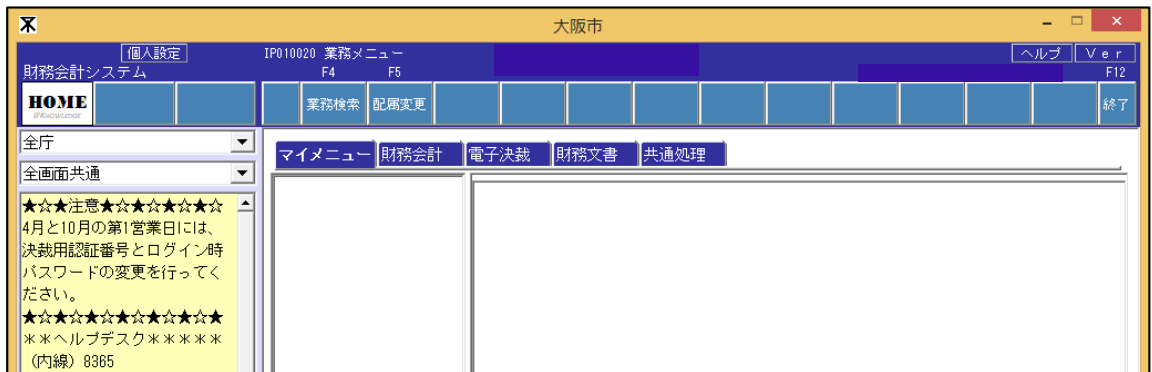 大阪市
個人設定 IP010020 業務メニュー ヘルプ Ver
財務会計システム F4 F5 F12
HOME 業務検索 配属変更 終了
IPKNOWLEDGE
全庁
全画面共通
マイメニュー 財務会計 電子決裁 財務文書 共通処理
★☆★注意★☆★☆★☆★☆
4月と10月の第1営業日には、
決裁用認証番号とログイン時
パスワードの変更を行ってく
ださい。
★☆★☆★☆★☆★☆★☆★
＊＊ヘルプデスク＊＊＊＊＊
（内線）8365